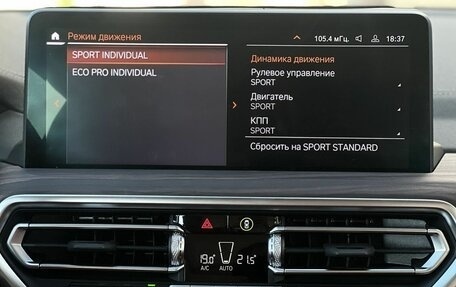 Режим движения
105.4 мГц
18:37
SPORT INDIVIDUAL
ECO PRO INDIVIDUAL
Динамика движения
Рулевое управление
SPORT
Двигатель
SPORT
КПП
SPORT
Сбросить на SPORT STANDARD
19.0
21.5
A/C
AUTO